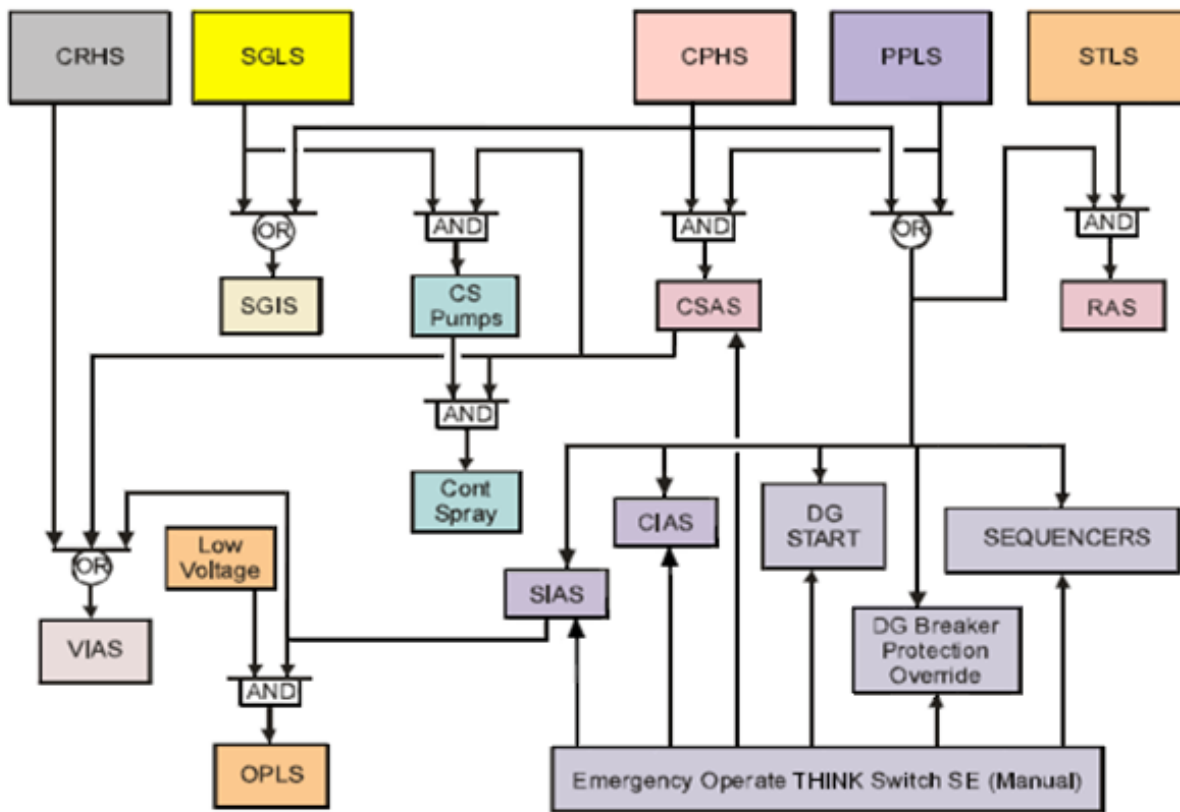 CRHS
SGLS
CPHS
PPLS
STLS
OR
AND
AND
OR
AND
SGIS
CS
Pumps
CSAS
RAS
AND
Cont
Spray
CIAS
DG
START
SEQUENCERS
OR
Low
Voltage
SIAS
VIAS
DG Breaker
Protection
Override
AND
OPLS
Emergency Operate THINK Switch SE (Manual)